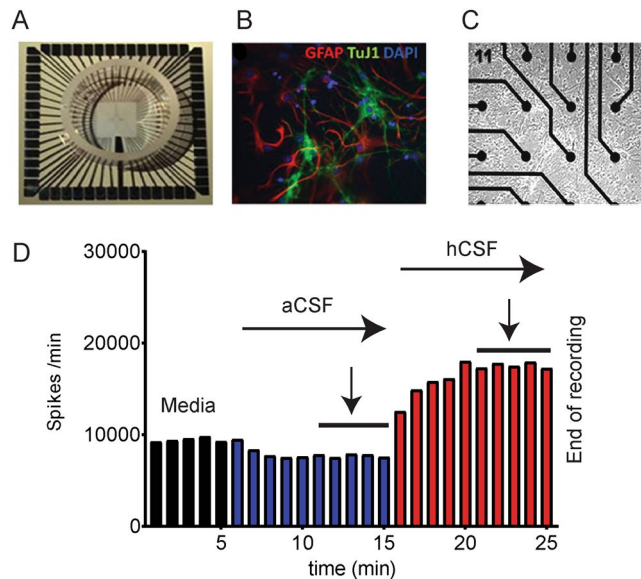 A
B
C
GFAP TuJ1 DAPI
11
D
Spikes /min
30000
20000
10000
0
Media
aCSF
hCSF
End of recording
5
10
15
20
25
time (min)